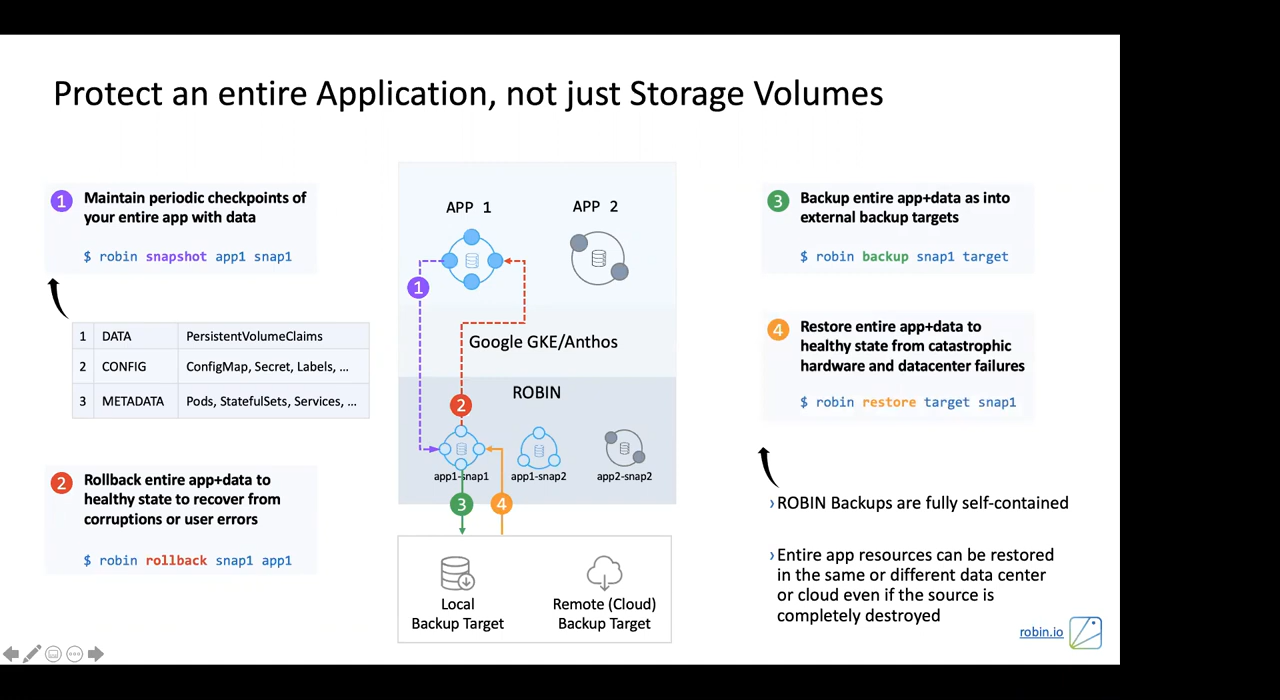 Protect an entire Application, not just Storage Volumes
1
Maintain periodic checkpoints of
your entire app with data
$ robin snapshot app1 snap1
1 DATA PersistentVolumeClaims
2 CONFIG ConfigMap, Secret, Labels, ...
3 METADATA Pods, StatefulSets, Services, ...
2
Rollback entire app+data to
healthy state to recover from
corruptions or user errors
$ robin rollback snap1 app1
APP 1
APP 2
1
Google GKE/Anthos
ROBIN
2
app1-snap1
app1-snap2
app2-snap2
3
4
Local
Backup Target
Remote (Cloud)
Backup Target
3
Backup entire app+data as into
external backup targets
$ robin backup snap1 target
4
Restore entire app+data to
healthy state from catastrophic
hardware and datacenter failures
$ robin restore target snap1
›ROBIN Backups are fully self-contained
›Entire app resources can be restored
in the same or different data center
or cloud even if the source is
completely destroyed
robin.io